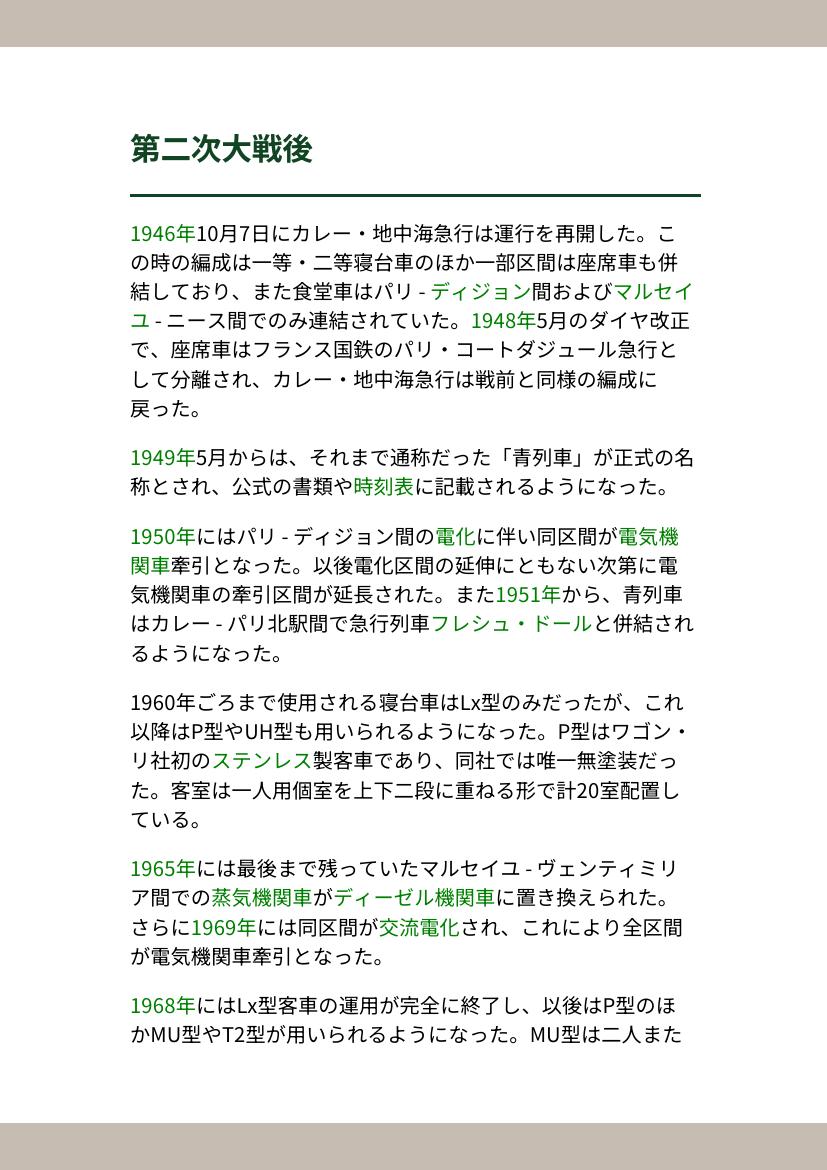 第二次大戦後
1946年10月7日にカレー・地中海急行は運行を再開した。こ
の時の編成は一等・二等寝台車のほか一部区間は座席車も併
結しており、また食堂車はパリ - ディジョン間およびマルセイ
ユ - ニース間でのみ連結されていた。1948年5月のダイヤ改正
で、座席車はフランス国鉄のパリ・コートダジュール急行と
して分離され、カレー・地中海急行は戦前と同様の編成に
戻った。
1949年5月からは、それまで通称だった「青列車」が正式の名
称とされ、公式の書類や時刻表に記載されるようになった。
1950年にはパリ - ディジョン間の電化に伴い同区間が電気機
関車牽引となった。以後電化区間の延伸にともない次第に電
気機関車の牽引区間が延長された。また1951年から、青列車
はカレー - パリ北駅間で急行列車フレシュ・ドールと併結され
るようになった。
1960年ごろまで使用される寝台車はLx型のみだったが、これ
以降はP型やUH型も用いられるようになった。P型はワゴン・
リ社初のステンレス製客車であり、同社では唯一無塗装だっ
た。客室は一人用個室を上下二段に重ねる形で計20室配置し
ている。
1965年には最後まで残っていたマルセイユ - ヴェンティミリ
ア間での蒸気機関車がディーゼル機関車に置き換えられた。
さらに1969年には同区間が交流電化され、これにより全区間
が電気機関車牽引となった。
1968年にはLx型客車の運用が完全に終了し、以後はP型のほ
かMU型やT2型が用いられるようになった。MU型は二人また